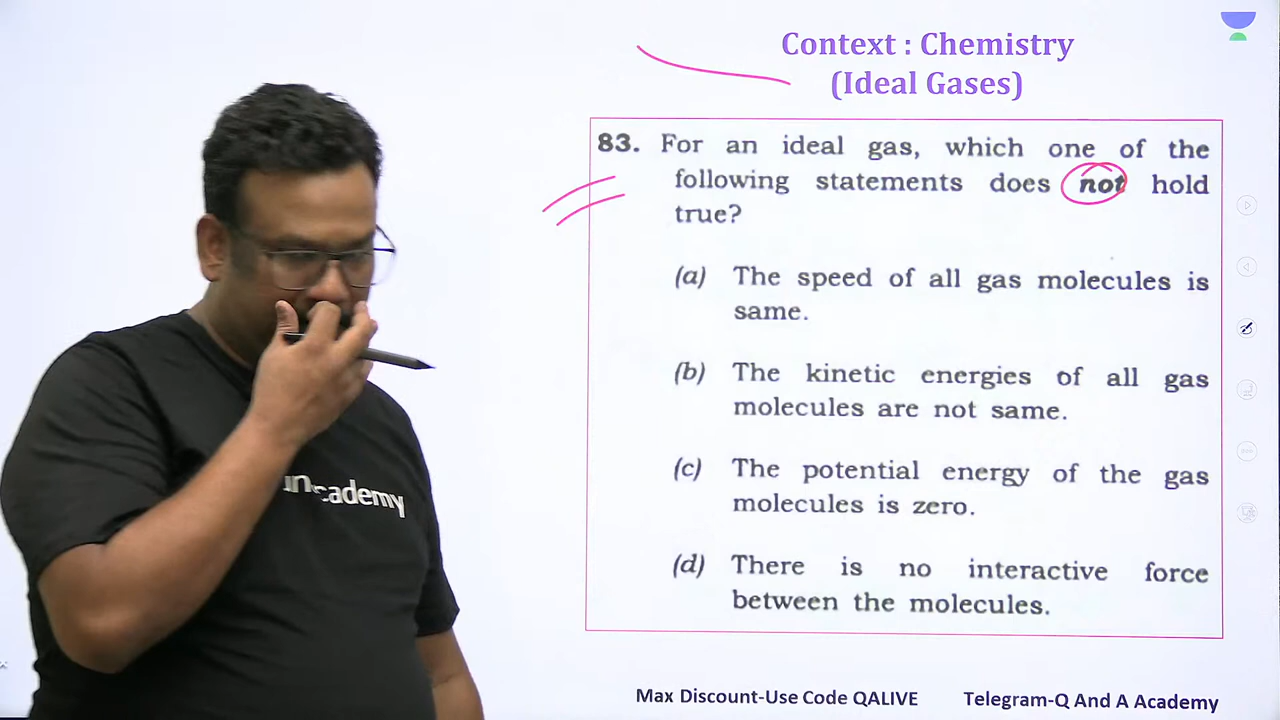 Context : Chemistry
(Ideal Gases)
83. For an ideal gas, which one of the
following statements does not hold
true?
(a) The speed of all gas molecules is
same.
(b) The kinetic energies of all gas
molecules are not same.
(c) The potential energy of the gas
molecules is zero.
(d) There is no interactive force
between the molecules.
unacademy
Max Discount-Use Code QALIVE Telegram-Q And A Academy